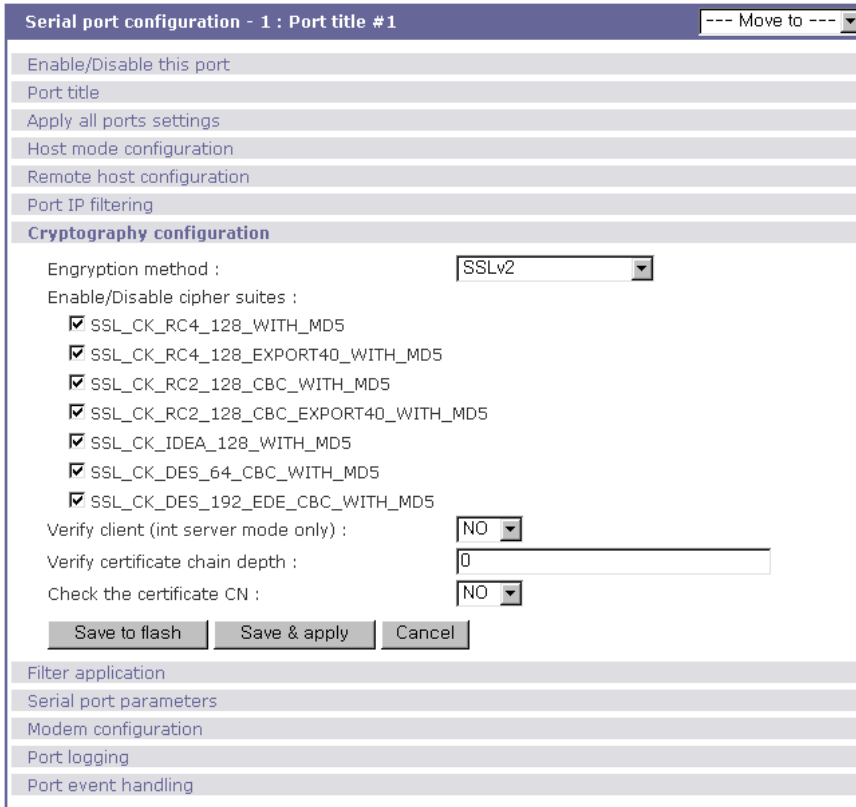 Serial port configuration - 1 : Port title #1 --- Move to ---
Enable/Disable this port
Port title
Apply all ports settings
Host mode configuration
Remote host configuration
Port IP filtering
Cryptography configuration
Engryption method : SSLv2
Enable/Disable cipher suites :
SSL_CK_RC4_128_WITH_MD5
SSL_CK_RC4_128_EXPORT40_WITH_MD5
SSL_CK_RC2_128_CBC_WITH_MD5
SSL_CK_RC2_128_CBC_EXPORT40_WITH_MD5
SSL_CK_IDEA_128_WITH_MD5
SSL_CK_DES_64_CBC_WITH_MD5
SSL_CK_DES_192_EDE_CBC_WITH_MD5
Verify client (int server mode only) : NO
Verify certificate chain depth : 0
Check the certificate CN : NO
Save to flash Save & apply Cancel
Filter application
Serial port parameters
Modem configuration
Port logging
Port event handling